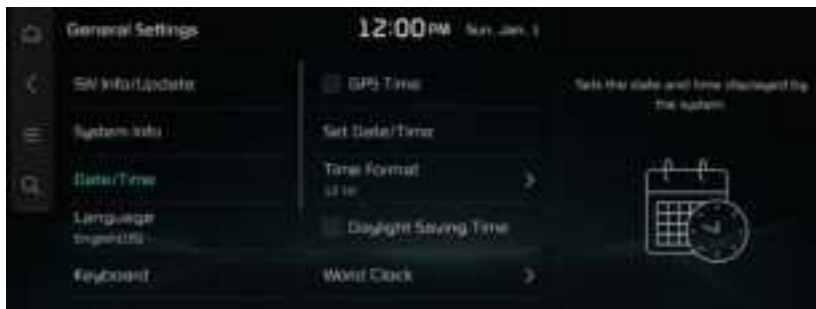 General Settings
12:00 PM Sun, Jan. 1
SW Info/Update
System Info
Date/Time
Language
English(US)
Keyboard
GPS Time
Set Date/Time
Time Format
12 Hr
Daylight Saving Time
World Clock
Sets the date and time displayed by
the system